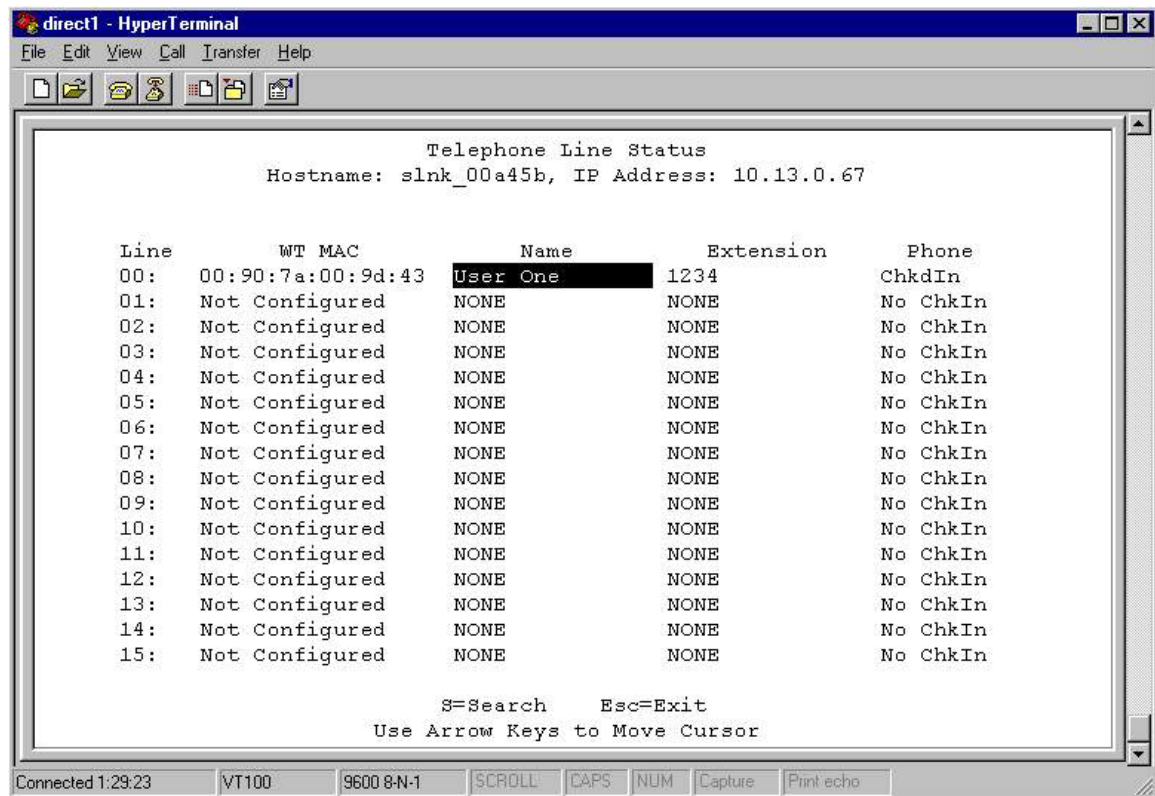 direct1 - HyperTerminal
File Edit View Call Transfer Help
Telephone Line Status
Hostname: slnk_00a45b, IP Address: 10.13.0.67
Line WT MAC Name Extension Phone
00: 00:90:7a:00:9d:43 User One 1234 ChkdIn
01: Not Configured NONE NONE No ChkIn
02: Not Configured NONE NONE No ChkIn
03: Not Configured NONE NONE No ChkIn
04: Not Configured NONE NONE No ChkIn
05: Not Configured NONE NONE No ChkIn
06: Not Configured NONE NONE No ChkIn
07: Not Configured NONE NONE No ChkIn
08: Not Configured NONE NONE No ChkIn
09: Not Configured NONE NONE No ChkIn
10: Not Configured NONE NONE No ChkIn
11: Not Configured NONE NONE No ChkIn
12: Not Configured NONE NONE No ChkIn
13: Not Configured NONE NONE No ChkIn
14: Not Configured NONE NONE No ChkIn
15: Not Configured NONE NONE No ChkIn
S=Search Esc=Exit
Use Arrow Keys to Move Cursor
Connected 1:29:23 VT100 9600 8-N-1 SCROLL CAPS NUM Capture Print echo